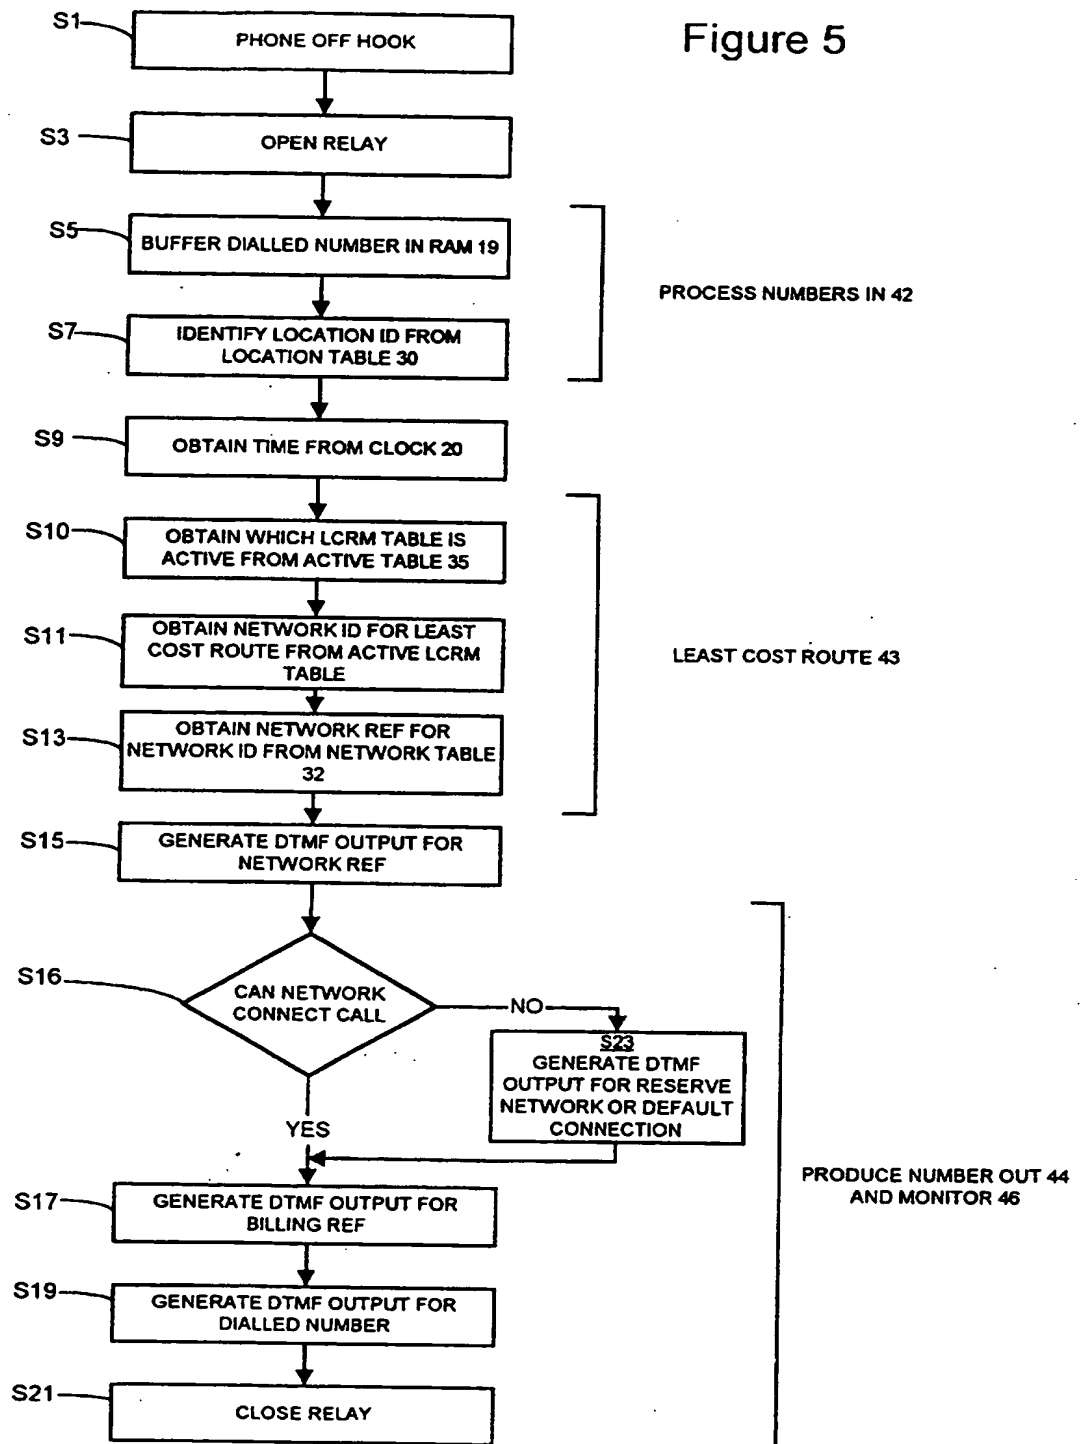 Figure 5
S1
PHONE OFF HOOK
S3
OPEN RELAY
S5
BUFFER DIALLED NUMBER IN RAM 19
S7
IDENTIFY LOCATION ID FROM
LOCATION TABLE 30
PROCESS NUMBERS IN 42
S9
OBTAIN TIME FROM CLOCK 20
S10
OBTAIN WHICH LCRM TABLE IS
ACTIVE FROM ACTIVE TABLE 35
S11
OBTAIN NETWORK ID FOR LEAST
COST ROUTE FROM ACTIVE LCRM
TABLE
LEAST COST ROUTE 43
S13
OBTAIN NETWORK REF FOR
NETWORK ID FROM NETWORK TABLE
32
S15
GENERATE DTMF OUTPUT FOR
NETWORK REF
S16
CAN NETWORK
CONNECT CALL
NO
S23
GENERATE DTMF
OUTPUT FOR RESERVE
NETWORK OR DEFAULT
CONNECTION
YES
PRODUCE NUMBER OUT 44
AND MONITOR 46
S17
GENERATE DTMF OUTPUT FOR
BILLING REF
S19
GENERATE DTMF OUTPUT FOR
DIALLED NUMBER
S21
CLOSE RELAY